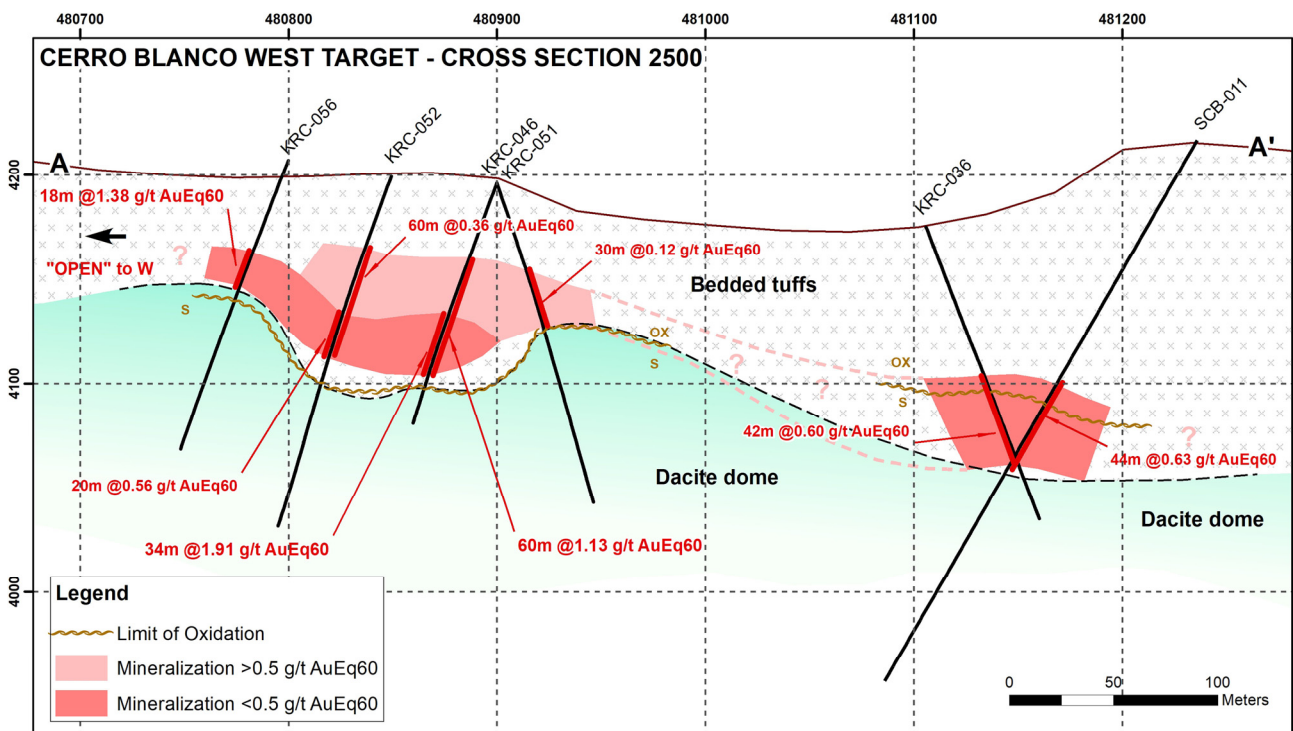 480700 480800 480900 481000 481100 481200
CERRO BLANCO WEST TARGET - CROSS SECTION 2500
KRC-056
KRC-052
KRC-046
KRC-051
KRC-036
SCB-011
A
A'
4200
18m @1.38 g/t AuEq60
60m @0.36 g/t AuEq60
30m @0.12 g/t AuEq60
?
"OPEN" to W
Bedded tuffs
S
OX
S
?
?
OX
S
4100
42m @0.60 g/t AuEq60
?
44m @0.63 g/t AuEq60
20m @0.56 g/t AuEq60
Dacite dome
Dacite dome
34m @1.91 g/t AuEq60
60m @1.13 g/t AuEq60
4000
Legend
Limit of Oxidation
Mineralization >0.5 g/t AuEq60
Mineralization <0.5 g/t AuEq60
0 50 100
Meters